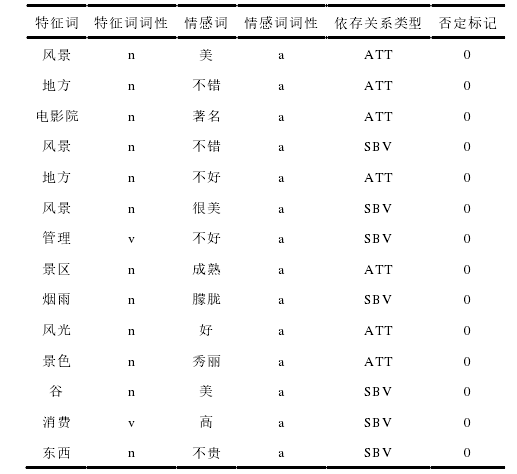 特征词 特征词词性 情感词 情感词词性 依存关系类型 否定标记
风景 n 美 a ATT 0
地方 n 不错 a ATT 0
电影院 n 著名 a ATT 0
风景 n 不错 a SBV 0
地方 n 不好 a ATT 0
风景 n 很美 a SBV 0
管理 v 不好 a SBV 0
景区 n 成熟 a ATT 0
烟雨 n 朦胧 a SBV 0
风光 n 好 a ATT 0
景色 n 秀丽 a ATT 0
谷 n 美 a SBV 0
消费 v 高 a SBV 0
东西 n 不贵 a SBV 0